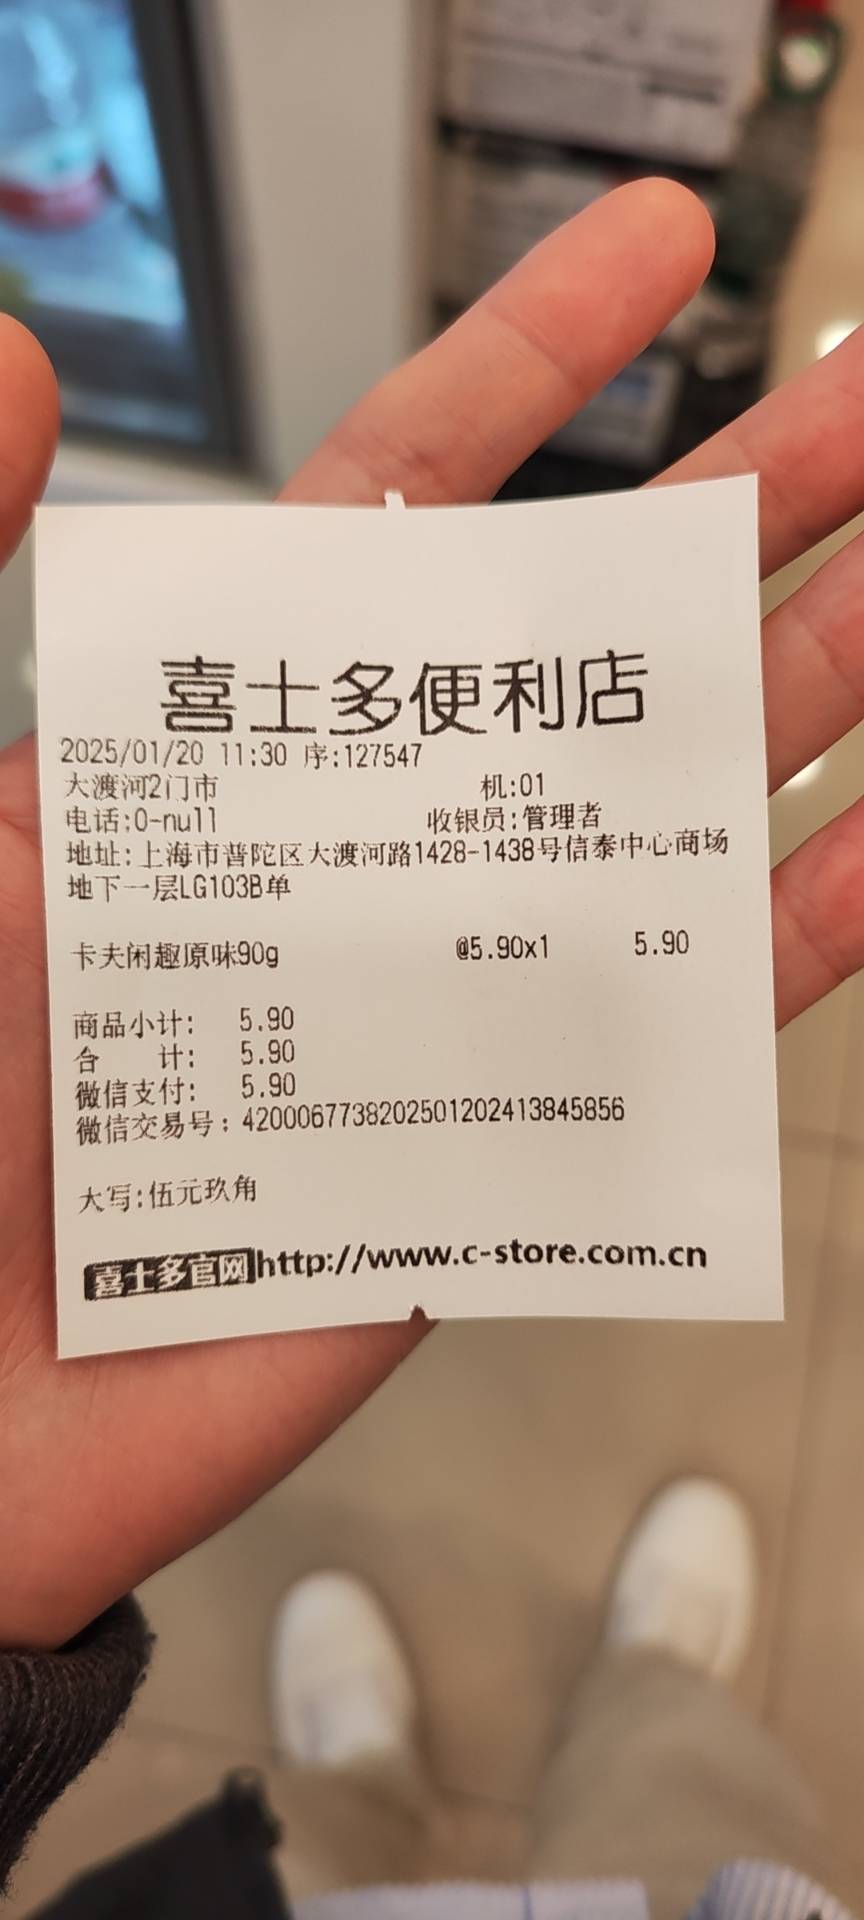 喜士多便利店
2025/01/20 11:30 序:127547
大渡河2门市 机:01
电话:0-null 收银员:管理者
地址:上海市普陀区大渡河路1428-1438号信泰中心商场
地下一层LG103B单
卡夫闲趣原味90g @5.90x1 5.90
商品小计: 5.90
合 计: 5.90
微信支付: 5.90
微信交易号:4200067738202501202413845856
大写:伍元玖角
喜士多官网http://www.c-store.com.cn